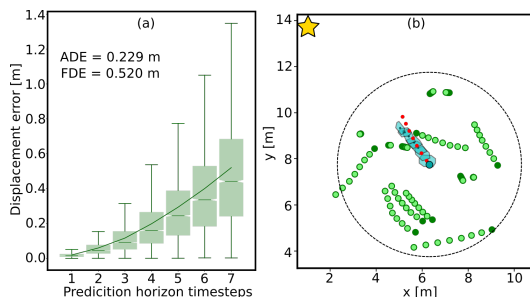 (a)
ADE = 0.229 m
FDE = 0.520 m
Displacement error [m]
1.4
1.2
1.0
0.8
0.6
0.4
0.2
0.0
1 2 3 4 5 6 7
Predicition horizon timesteps
(b)
y [m]
14
12
10
8
6
4
2 4 6 8 10
x [m]